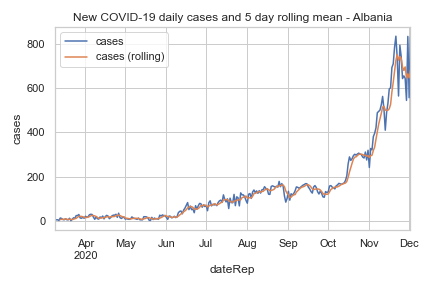 New COVID-19 daily cases and 5 day rolling mean - Albania
cases
cases (rolling)
800
600
400
200
0
cases
Apr May Jun Jul Aug Sep Oct Nov Dec
2020
dateRep